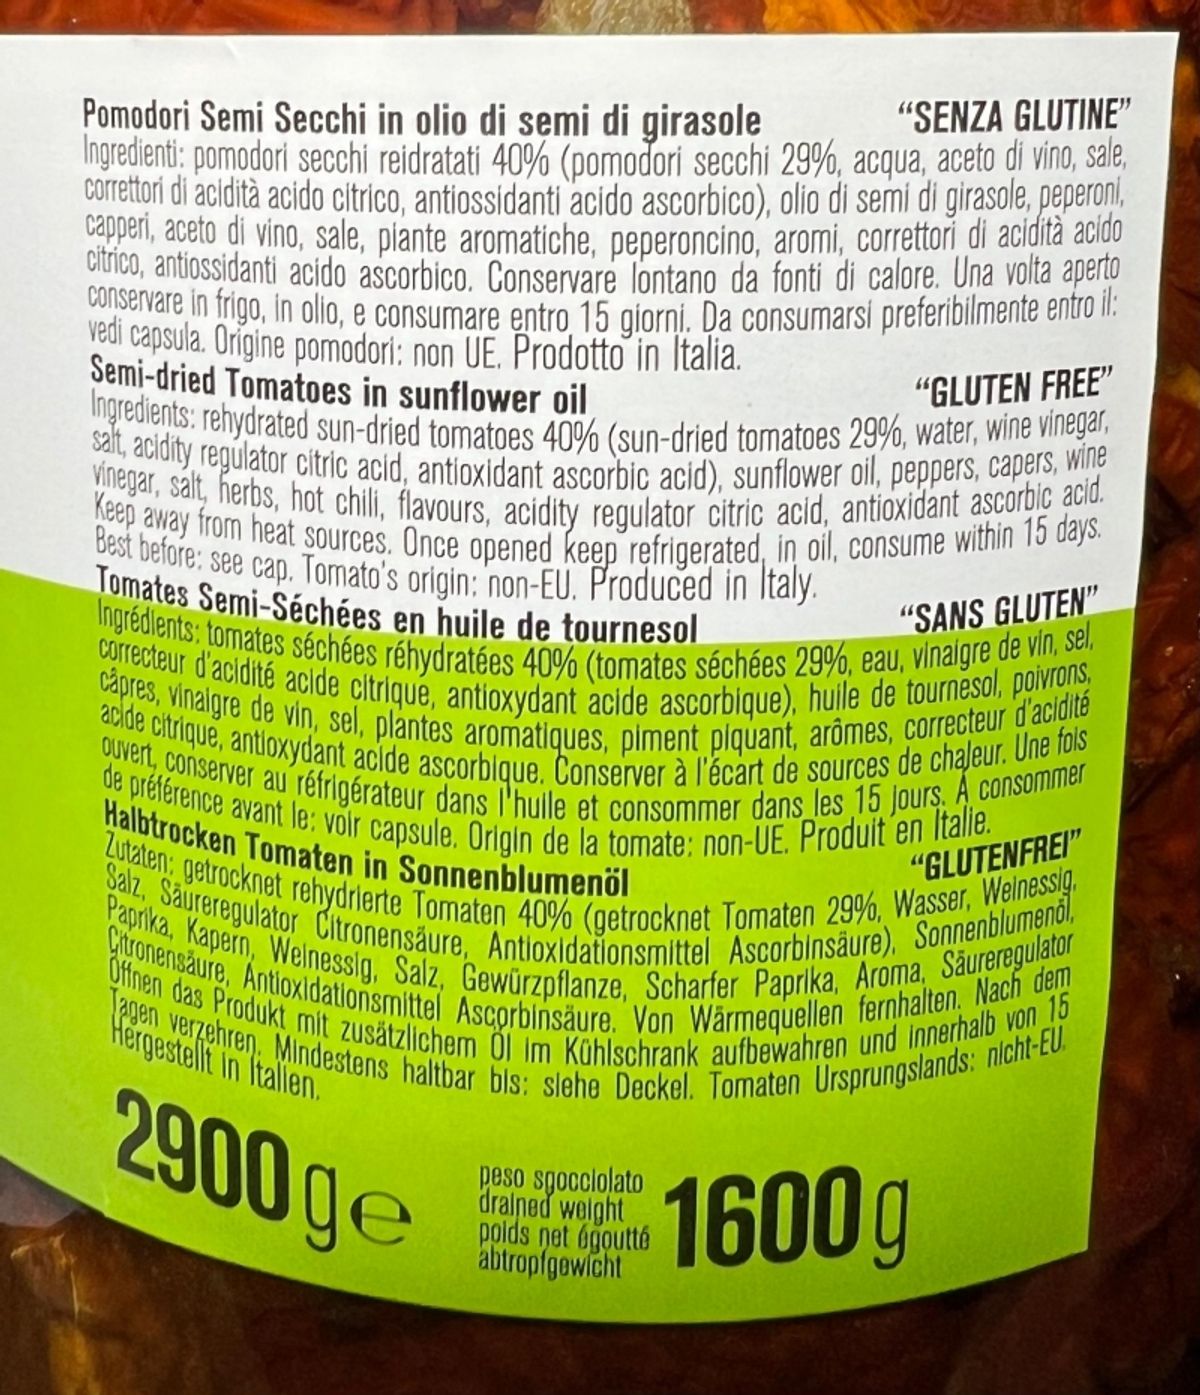 Pomodori Semi Secchi in olio di semi di girasole "SENZA GLUTINE"
Ingredienti: pomodori secchi reidratati 40% (pomodori secchi 29%, acqua, aceto di vino, sale,
correttori di acidità acido citrico, antiossidanti acido ascorbico), olio di semi di girasole, peperoni,
capperi, aceto di vino, sale, piante aromatiche, peperoncino, aromi, correttori di acidità acido
citrico, antiossidanti acido ascorbico. Conservare lontano da fonti di calore. Una volta aperto
conservare in frigo, in olio, e consumare entro 15 giorni. Da consumarsi preferibilmente entro il:
vedi capsula. Origine pomodori: non UE. Prodotto in Italia.
Semi-dried Tomatoes in sunflower oil "GLUTEN FREE"
Ingredients: rehydrated sun-dried tomatoes 40% (sun-dried tomatoes 29%, water, wine vinegar,
salt, acidity regulator citric acid, antioxidant ascorbic acid), sunflower oil, peppers, capers, wine
vinegar, salt, herbs, hot chili, flavours, acidity regulator citric acid, antioxidant ascorbic acid.
Keep away from heat sources. Once opened keep refrigerated, in oil, consume within 15 days.
Best before: see cap. Tomato's origin: non-EU. Produced in Italy.
Tomates Semi-Séchées en huile de tournesol "SANS GLUTEN"
Ingrédients: tomates séchées réhydratées 40% (tomates séchées 29%, eau, vinaigre de vin, sel,
correcteur d'acidité acide citrique, antioxydant acide ascorbique), huile de tournesol, poivrons,
câpres, vinaigre de vin, sel, plantes aromatiques, piment piquant, arômes, correcteur d'acidité
acide citrique, antioxydant acide ascorbique. Conserver à l'écart de sources de chaleur. Une fois
ouvert, conserver au réfrigérateur dans l'huile et consommer dans les 15 jours. À consommer
de préférence avant le: voir capsule. Origin de la tomate: non-UE. Produit en Italie.
Halbtrocken Tomaten in Sonnenblumenöl "GLUTENFREI"
Zutaten: getrocknet rehydrierte Tomaten 40% (getrocknet Tomaten 29%, Wasser, Weinessig,
Salz, Säureregulator Citronensäure, Antioxidationsmittel Ascorbinsäure), Sonnenblumenöl,
Paprika, Kapern, Weinessig, Salz, Gewürzpflanze, Scharfer Paprika, Aroma, Säureregulator
Citronensäure, Antioxidationsmittel Ascorbinsäure. Von Wärmequellen fernhalten. Nach dem
Öffnen das Produkt mit zusätzlichem Öl im Kühlschrank aufbewahren und innerhalb von 15
Tagen verzehren. Mindestens haltbar bis: siehe Deckel. Tomaten Ursprungslands: nicht-EU.
Hergestellt in Italien.
2900 g e
peso sgocciolato
drained weight
poids net égoutté
abtropfgewicht
1600 g